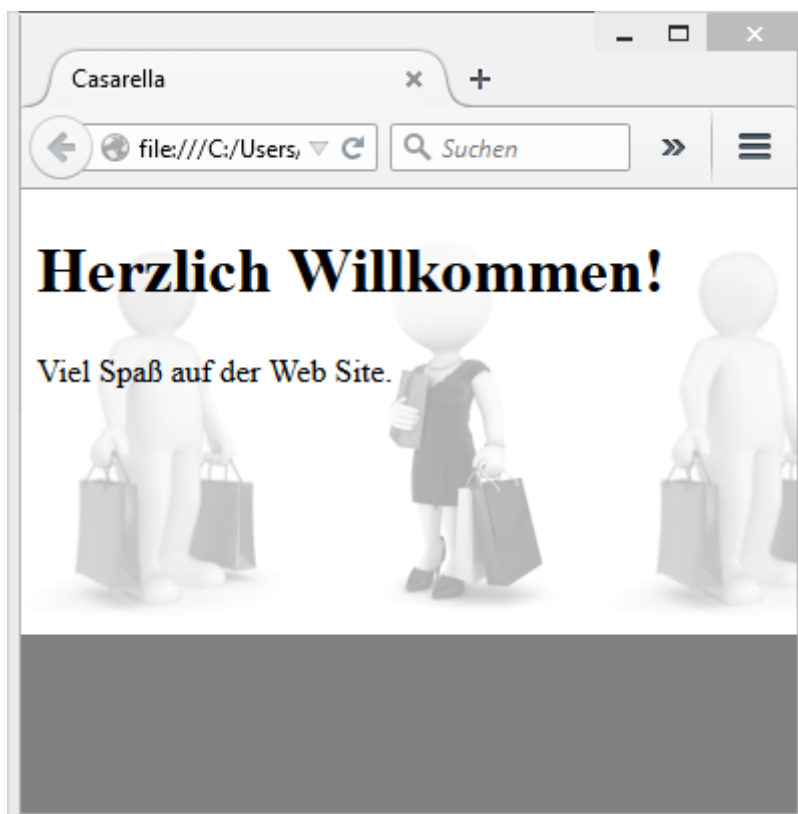 Casarella
file:///C:/Users/
Suchen
Herzlich Willkommen!
Viel Spaß auf der Web Site.